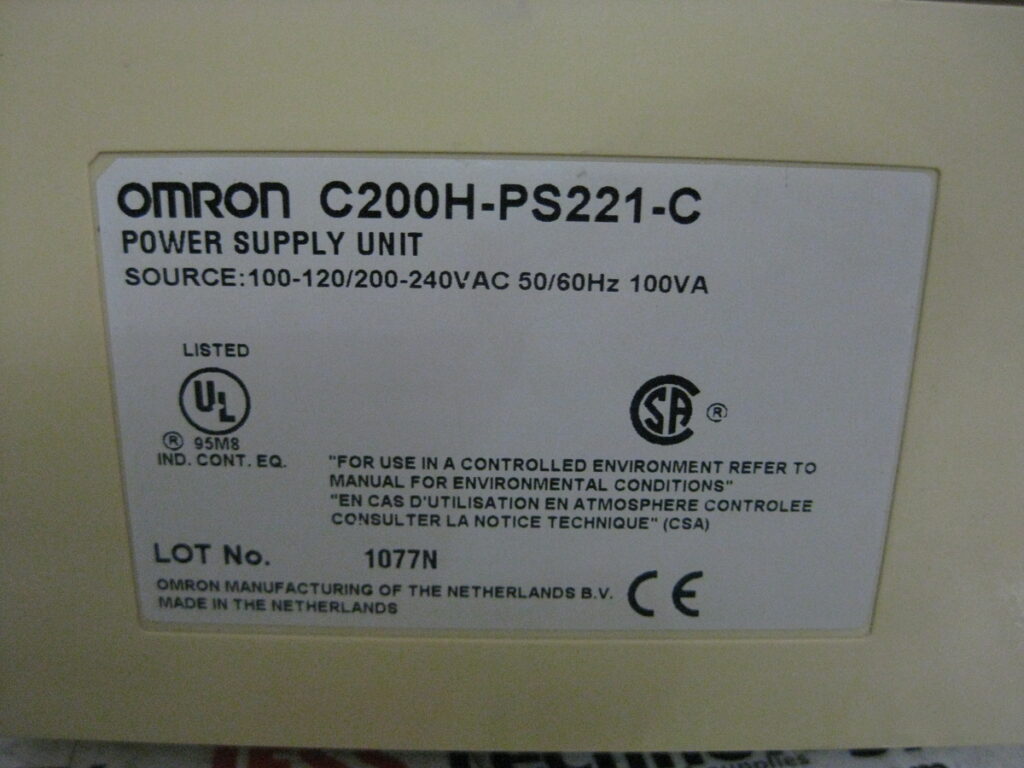 OMRON C200H-PS221-C
POWER SUPPLY UNIT
SOURCE:100-120/200-240VAC 50/60Hz 100VA
LISTED
UL
® 95M8
IND. CONT. EQ.
CSA ®
"FOR USE IN A CONTROLLED ENVIRONMENT REFER TO
MANUAL FOR ENVIRONMENTAL CONDITIONS"
"EN CAS D'UTILISATION EN ATMOSPHERE CONTROLEE
CONSULTER LA NOTICE TECHNIQUE" (CSA)
LOT No. 1077N
OMRON MANUFACTURING OF THE NETHERLANDS B.V.
MADE IN THE NETHERLANDS
CE
supplies